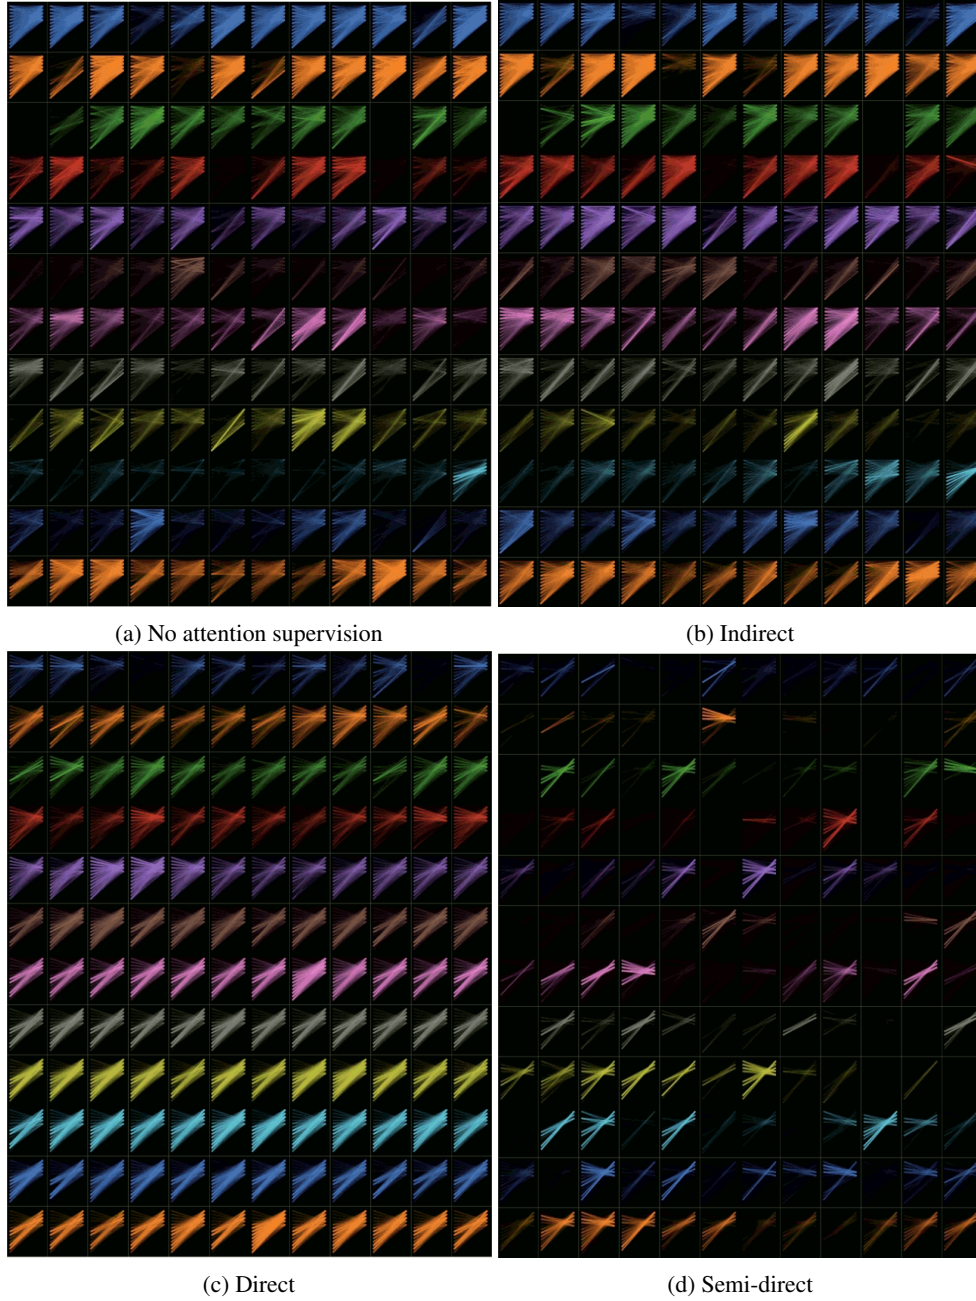 (a) No attention supervision
(b) Indirect
(c) Direct
(d) Semi-direct